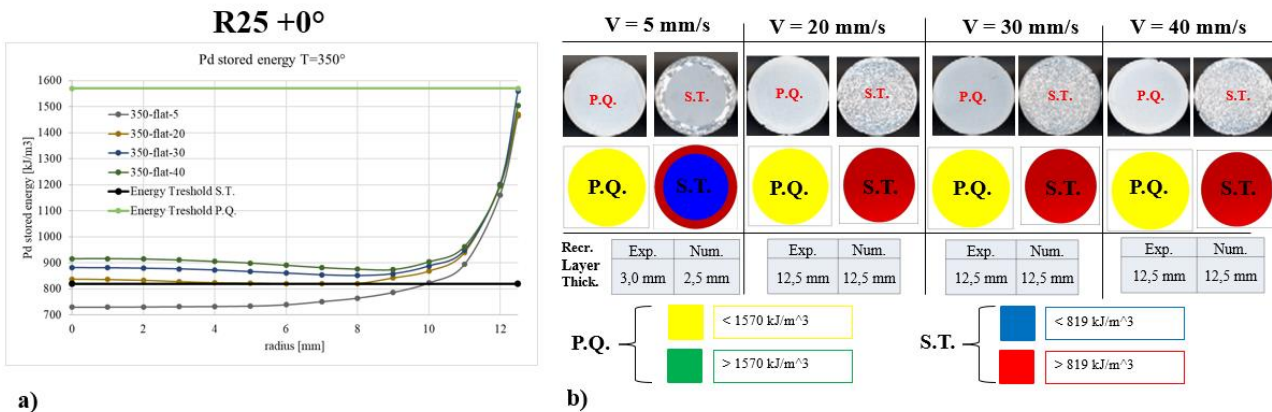 R25 +0°
Pd stored energy T=350°
Pd stored energy [kJ/m3]
1600
1500
1400
1300
1200
1100
1000
900
800
700
350-flat-5
350-flat-20
350-flat-30
350-flat-40
Energy Treshold S.T.
Energy Treshold P.Q.
0 2 4 6 8 10 12
radius [mm]
a)
V = 5 mm/s V = 20 mm/s V = 30 mm/s V = 40 mm/s
P.Q. S.T. P.Q. S.T. P.Q. S.T. P.Q. S.T.
P.Q. S.T. P.Q. S.T. P.Q. S.T. P.Q. S.T.
Recr.
Layer
Thick.
Exp. Num. Exp. Num. Exp. Num. Exp. Num.
3,0 mm 2,5 mm 12,5 mm 12,5 mm 12,5 mm 12,5 mm 12,5 mm 12,5 mm
P.Q.
< 1570 kJ/m^3
> 1570 kJ/m^3
S.T.
< 819 kJ/m^3
> 819 kJ/m^3
b)